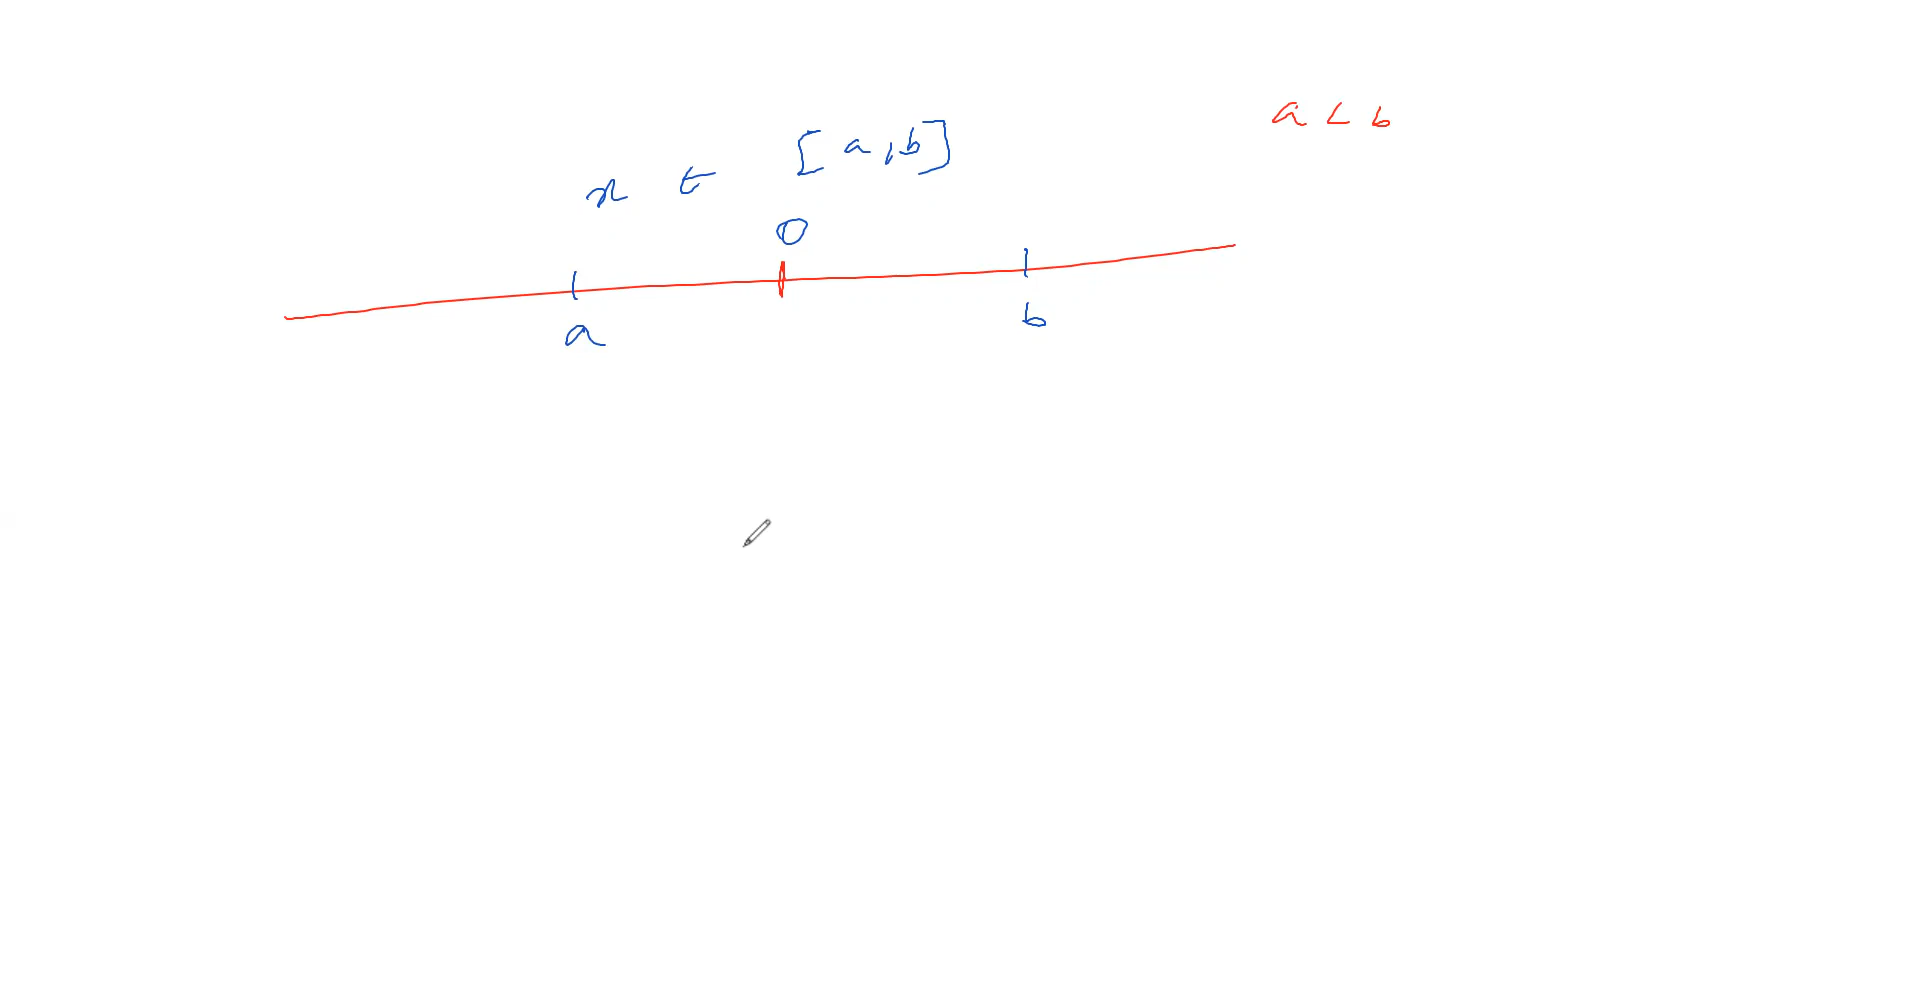 a < b
x ∈ [a,b]
0
a b